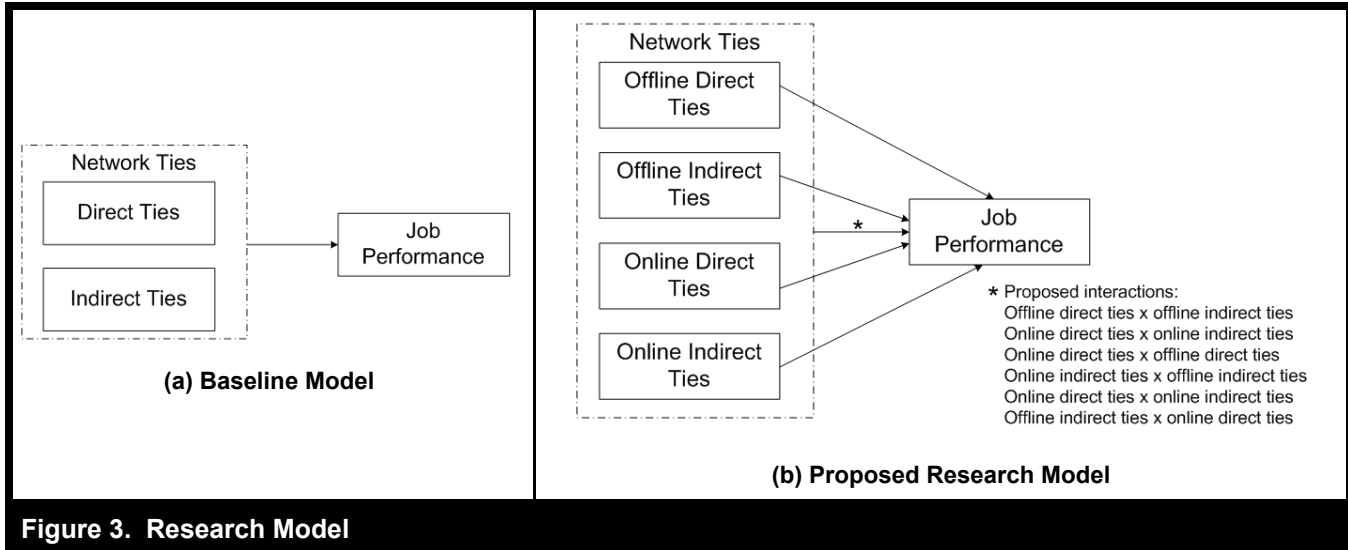 Network Ties
Direct Ties
Indirect Ties
Job
Performance
(a) Baseline Model
Network Ties
Offline Direct
Ties
Offline Indirect
Ties
Online Direct
Ties
Online Indirect
Ties
*
Job
Performance
* Proposed interactions:
Offline direct ties x offline indirect ties
Online direct ties x online indirect ties
Online direct ties x offline direct ties
Online indirect ties x offline indirect ties
Online direct ties x online indirect ties
Offline indirect ties x online direct ties
(b) Proposed Research Model
Figure 3. Research Model